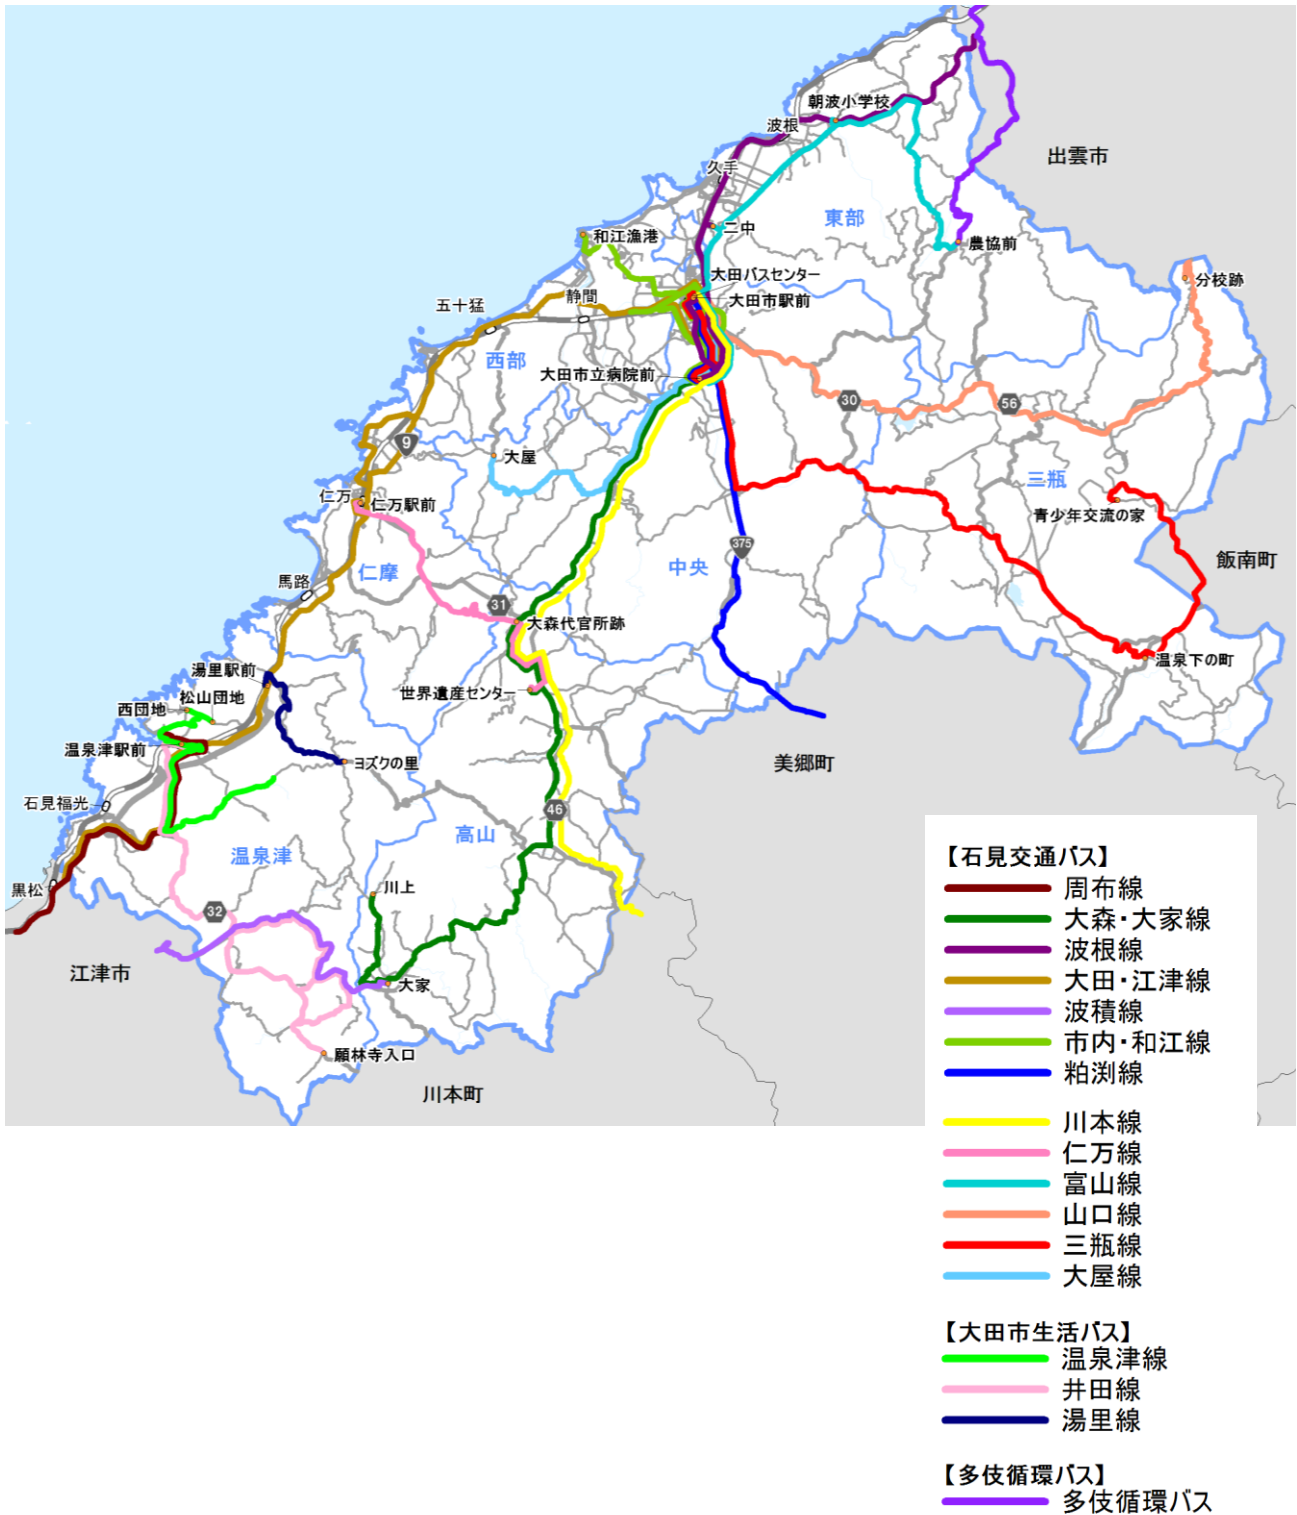 朝波小学校
波根
出雲市
久手
東部
二中
和江漁港
農協前
大田バスセンター
分校跡
静間
大田市駅前
五十猛
西部
大田市立病院前
30
56
9
大屋
三瓶
仁万
仁万駅前
青少年交流の家
375
飯南町
中央
仁摩
馬路
31
大森代官所跡
温泉下の町
湯里駅前
世界遺産センター
松山団地
西団地
温泉津駅前
ヨズクの里
美郷町
石見福光
46
高山
温泉津
黒松
川上
32
江津市
大家
願林寺入口
川本町
【石見交通バス】
周布線
大森・大家線
波根線
大田・江津線
波積線
市内・和江線
粕渕線
川本線
仁万線
富山線
山口線
三瓶線
大屋線
【大田市生活バス】
温泉津線
井田線
湯里線
【多伎循環バス】
多伎循環バス